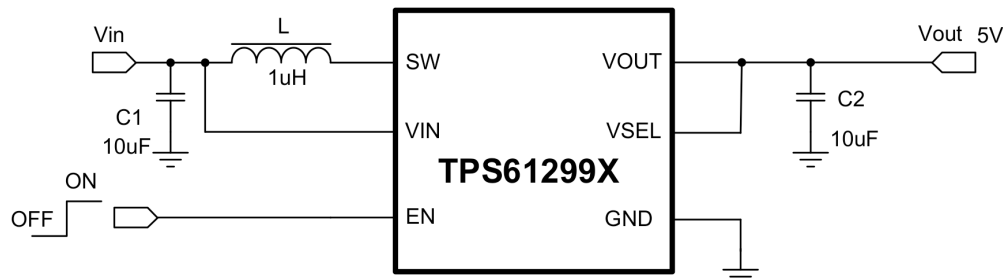 Vin
L
1uH
C1
10uF
SW
VIN
EN
ON
OFF
TPS61299X
VOUT
VSEL
GND
Vout 5V
C2
10uF